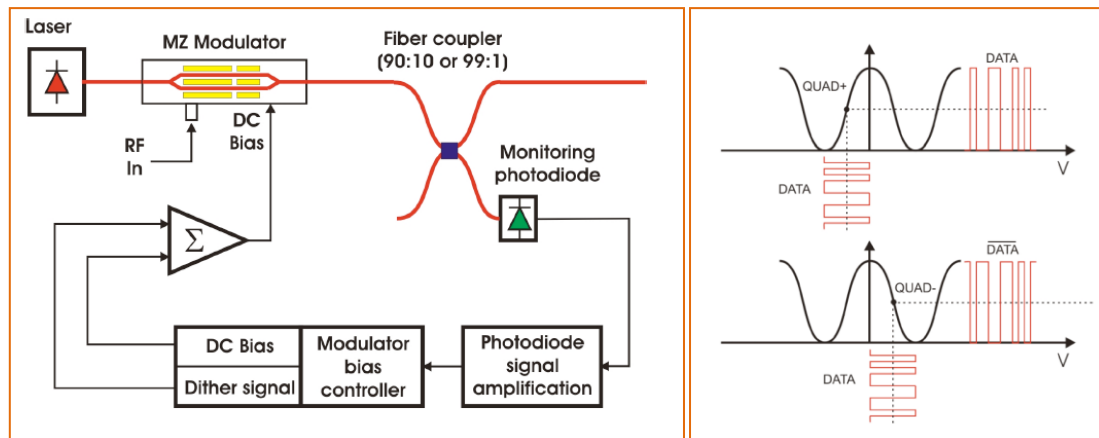 Laser
MZ Modulator
Fiber coupler
(90:10 or 99:1)
RF
In
DC
Bias
Monitoring
photodiode
Σ
DC Bias
Dither signal
Modulator
bias
controller
Photodiode
signal
amplification
QUAD+
DATA
V
DATA
DATA
QUAD-
V
DATA